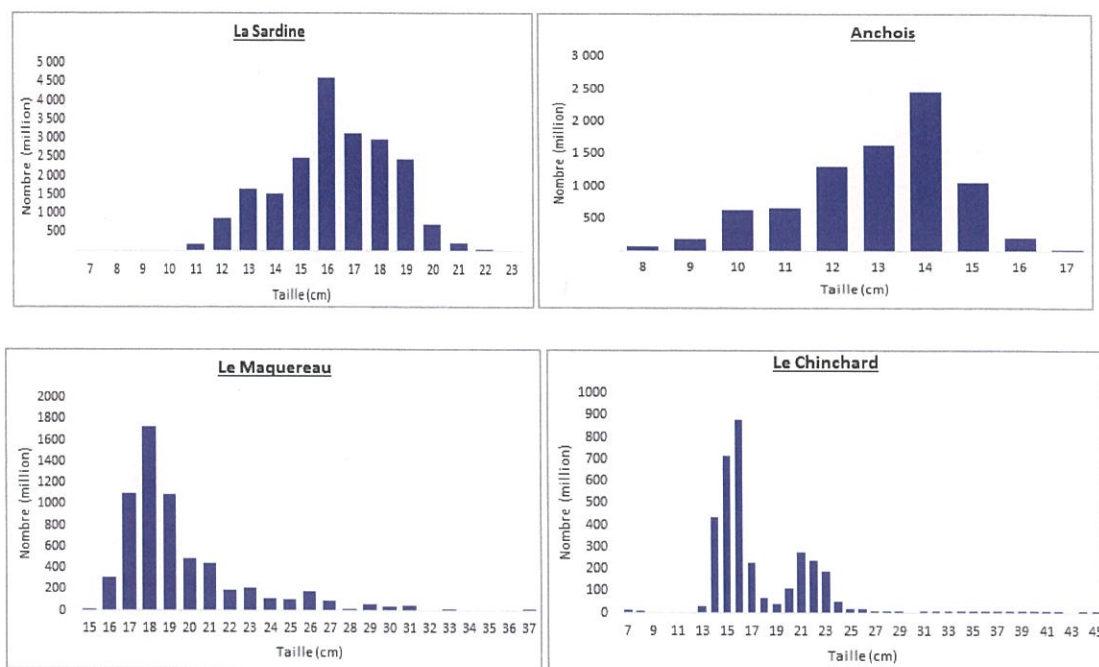 La Sardine
Nombre (million)
5 000
4 500
4 000
3 500
3 000
2 500
2 000
1 500
1 000
500
7 8 9 10 11 12 13 14 15 16 17 18 19 20 21 22 23
Taille (cm)
Anchois
Nombre (million)
3 000
2 500
2 000
1 500
1 000
500
8 9 10 11 12 13 14 15 16 17
Taille (cm)
Le Maquereau
Nombre (million)
2000
1800
1600
1400
1200
1000
800
600
400
200
0
15 16 17 18 19 20 21 22 23 24 25 26 27 28 29 30 31 32 33 34 35 36 37
Taille (cm)
Le Chinchard
Nombre (million)
1000
900
800
700
600
500
400
300
200
100
0
7 9 11 13 15 17 19 21 23 25 27 29 31 33 35 37 39 41 43 45
Taille (cm)